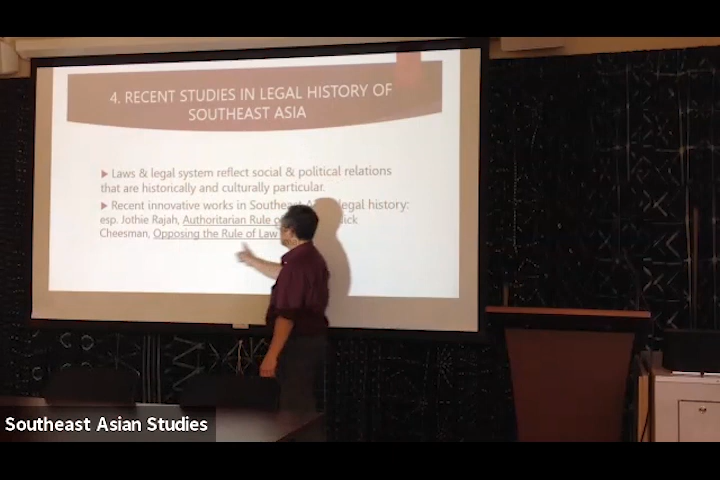 4. RECENT STUDIES IN LEGAL HISTORY OF
SOUTHEAST ASIA
▶ Laws & legal system reflect social & political relations
that are historically and culturally particular.
▶ Recent innovative works in Southeast legal history:
esp. Jothie Rajah, Authoritarian Rule
Cheesman, Opposing the Rule of Law
Southeast Asian Studies